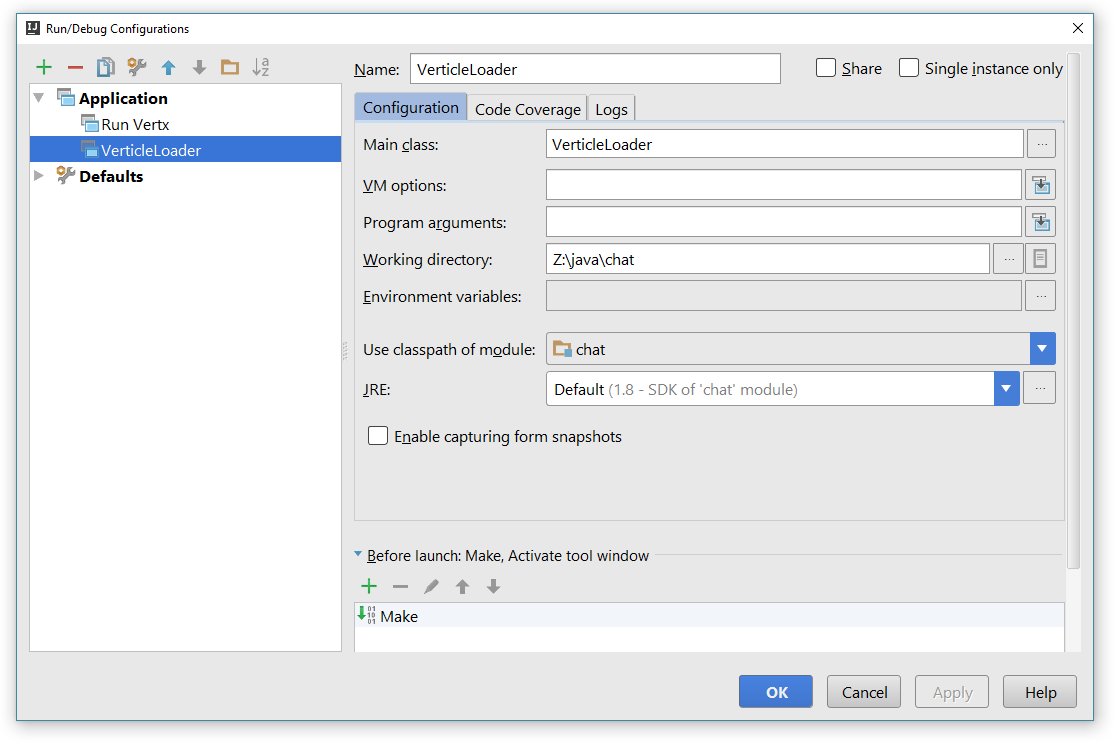 IJ Run/Debug Configurations
Application
Run Vertx
VerticleLoader
Defaults
Name: VerticleLoader Share Single instance only
Configuration Code Coverage Logs
Main class: VerticleLoader ...
VM options:
Program arguments:
Working directory: Z:\java\chat ...
Environment variables: ...
Use classpath of module: chat
JRE: Default (1.8 - SDK of 'chat' module) ...
Enable capturing form snapshots
Before launch: Make, Activate tool window
Make
OK Cancel Apply Help